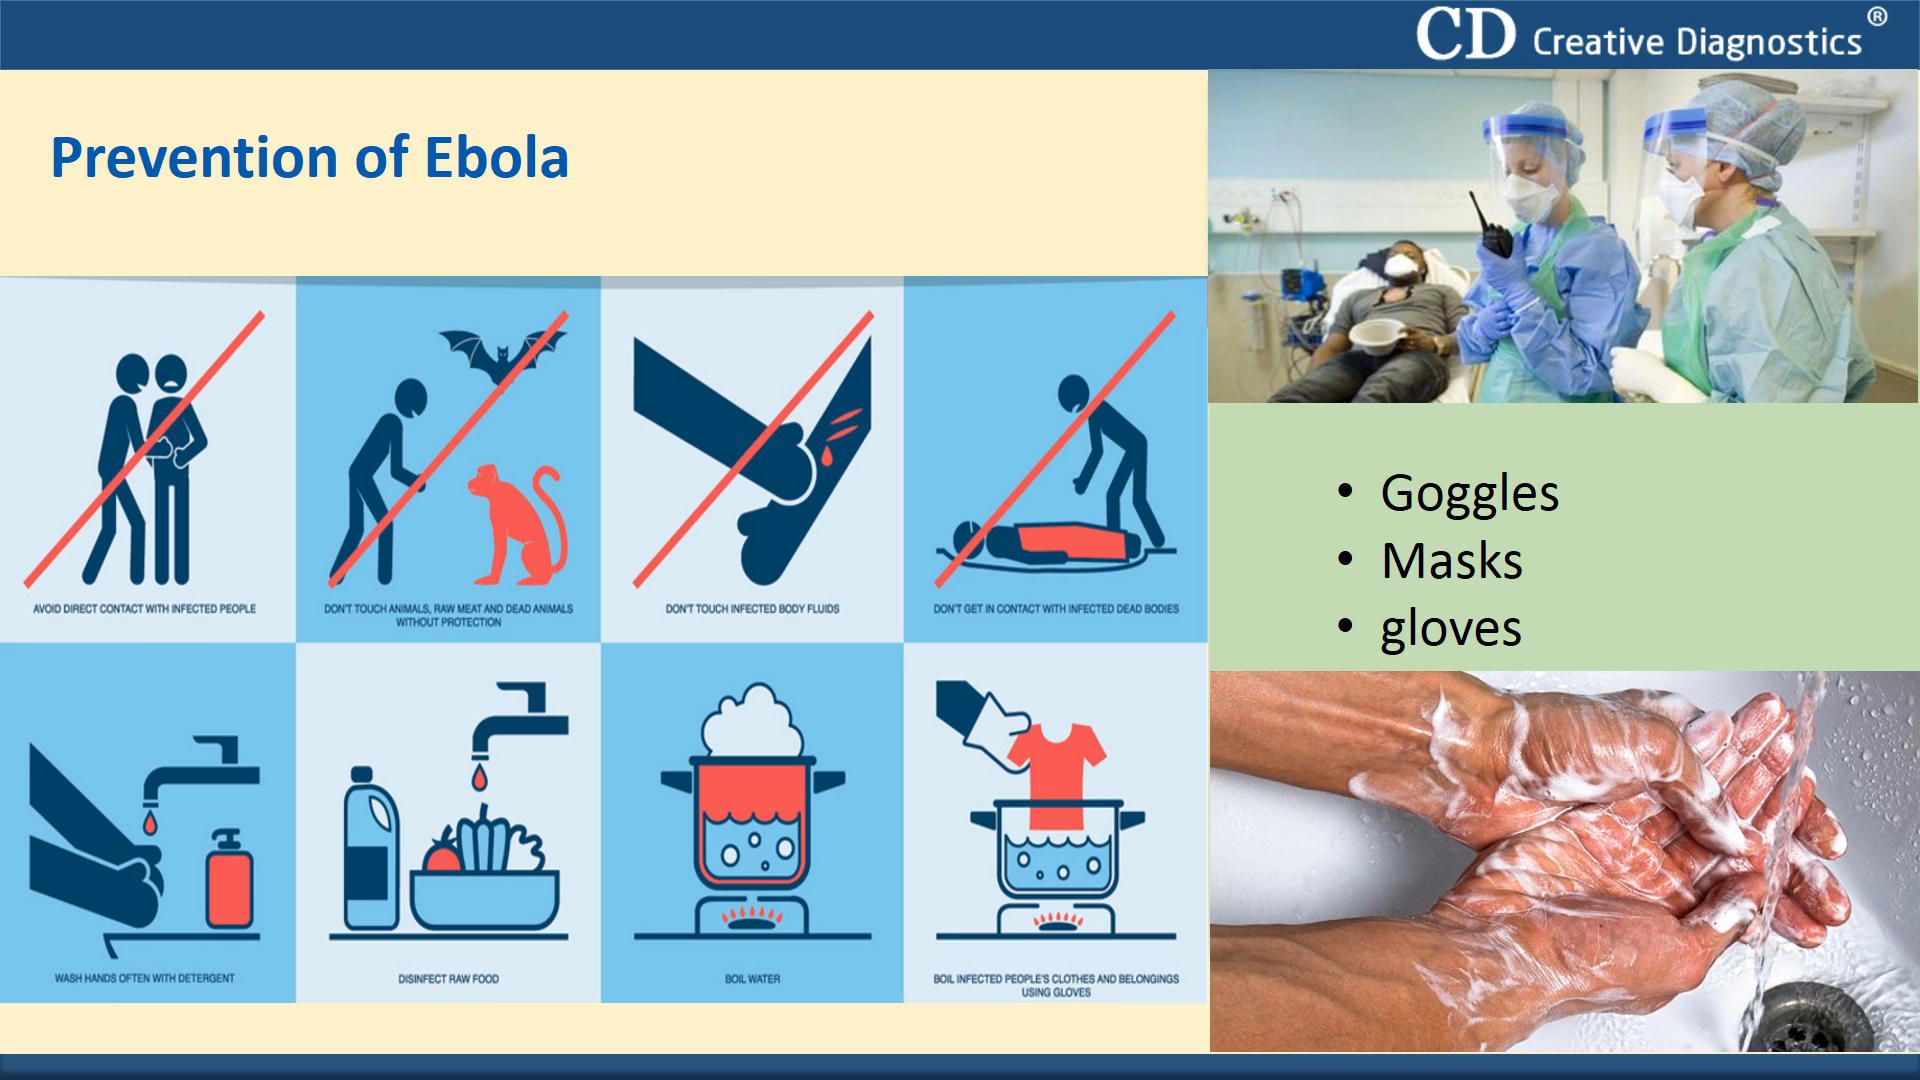 CD Creative Diagnostics®
Prevention of Ebola
AVOID DIRECT CONTACT WITH INFECTED PEOPLE
DON'T TOUCH ANIMALS, RAW MEAT AND DEAD ANIMALS
WITHOUT PROTECTION
DON'T TOUCH INFECTED BODY FLUIDS
DON'T GET IN CONTACT WITH INFECTED DEAD BODIES
WASH HANDS OFTEN WITH DETERGENT
DISINFECT RAW FOOD
BOIL WATER
BOIL INFECTED PEOPLE'S CLOTHES AND BELONGINGS
USING GLOVES
• Goggles
• Masks
• gloves